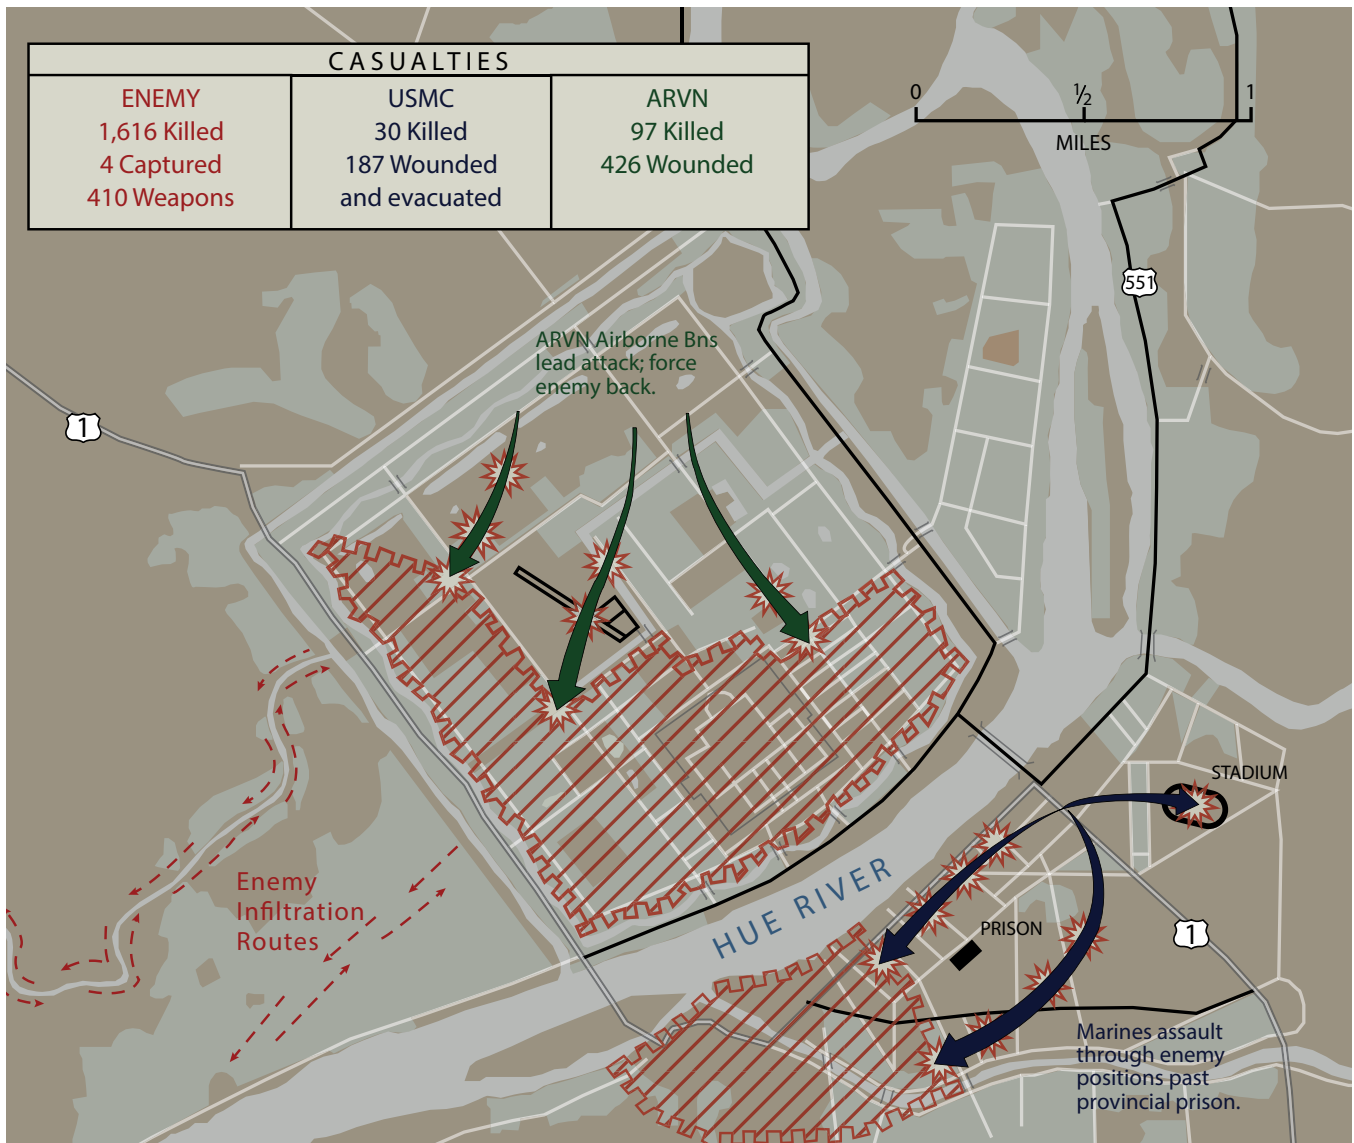 CASUALTIES
ENEMY
1,616 Killed
4 Captured
410 Weapons
USMC
30 Killed
187 Wounded
and evacuated
ARVN
97 Killed
426 Wounded
0 ½ 1
MILES
551
ARVN Airborne Bns
lead attack; force
enemy back.
1
STADIUM
Enemy
Infiltration
Routes
HUE RIVER
PRISON
1
Marines assault
through enemy
positions past
provincial prison.